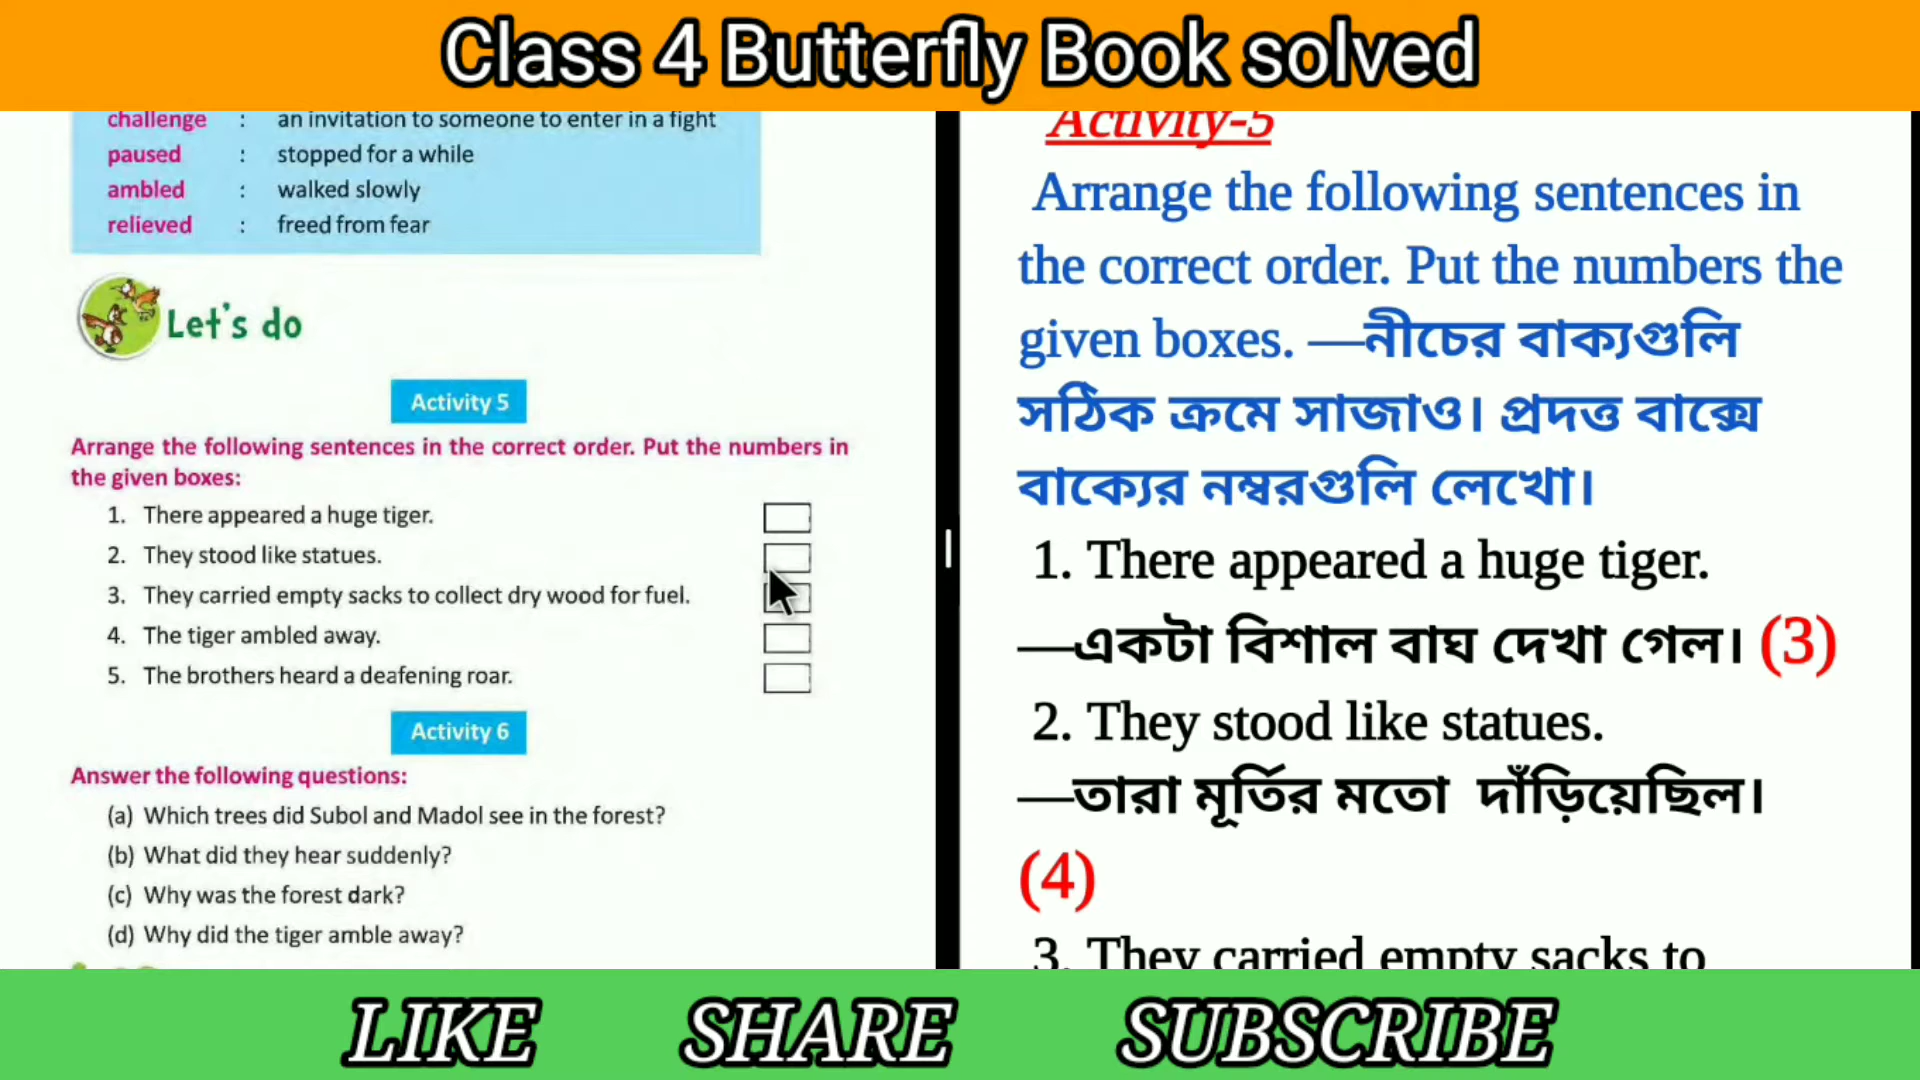 Class 4 Butterfly Book solved
challenge : an invitation to someone to enter in a fight
paused : stopped for a while
ambled : walked slowly
relieved : freed from fear
Let's do
Activity 5
Arrange the following sentences in the correct order. Put the numbers in
the given boxes:
1. There appeared a huge tiger.
2. They stood like statues.
3. They carried empty sacks to collect dry wood for fuel.
4. The tiger ambled away.
5. The brothers heard a deafening roar.
Activity 6
Answer the following questions:
(a) Which trees did Subol and Madol see in the forest?
(b) What did they hear suddenly?
(c) Why was the forest dark?
(d) Why did the tiger amble away?
Activity-5
Arrange the following sentences in
the correct order. Put the numbers the
given boxes. —নীচের বাক্যগুলি
সঠিক ক্রমে সাজাও। প্রদত্ত বাক্সে
বাক্যের নম্বরগুলি লেখো।
1. There appeared a huge tiger.
—একটা বিশাল বাঘ দেখা গেল। (3)
2. They stood like statues.
—তারা মূর্তির মতো দাঁড়িয়েছিল।
(4)
3. They carried empty sacks to
LIKE SHARE SUBSCRIBE